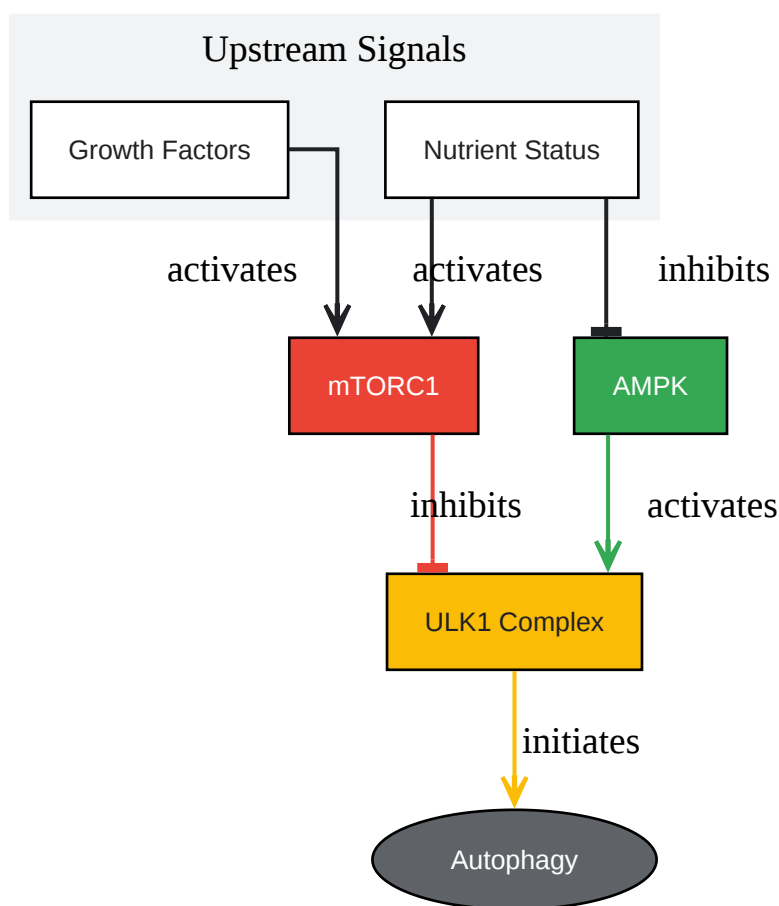 Upstream Signals
Growth Factors
Nutrient Status
activates
activates
inhibits
mTORC1
AMPK
inhibits
activates
ULK1 Complex
initiates
Autophagy